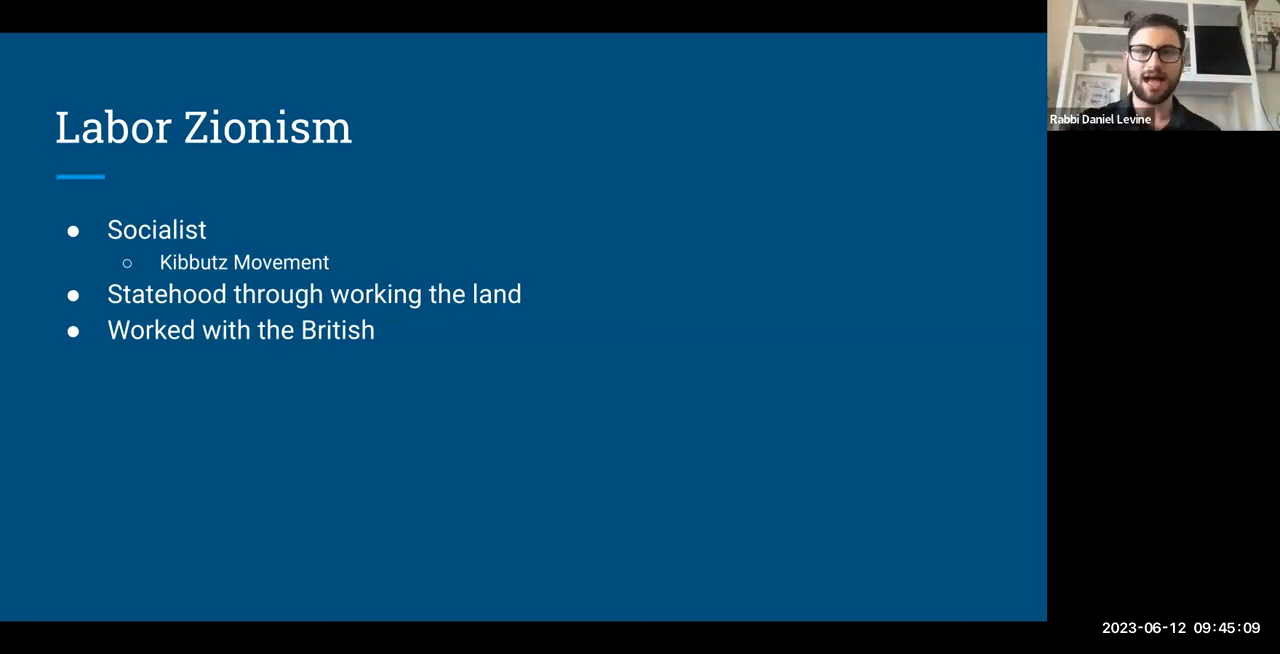 Labor Zionism
● Socialist
○ Kibbutz Movement
● Statehood through working the land
● Worked with the British
Rabbi Daniel Levine
2023-06-12 09:45:09